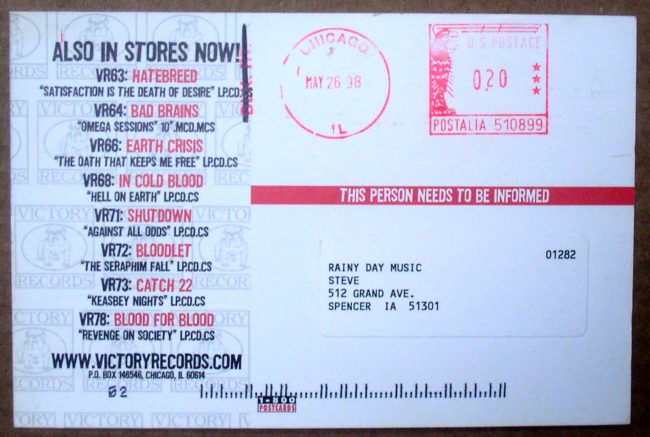 ALSO IN STORES NOW!
VR63: HATEBREED
"SATISFACTION IS THE DEATH OF DESIRE" LP.CD.CS
VR64: BAD BRAINS
"OMEGA SESSIONS" 10".MCD.MCS
VR66: EARTH CRISIS
"THE OATH THAT KEEPS ME FREE" LP.CD.CS
VR68: IN COLD BLOOD
"HELL ON EARTH" LP.CD.CS
VR71: SHUTDOWN
"AGAINST ALL ODDS" LP.CD.CS
VR72: BLOODLET
"THE SERAPHIM FALL" LP.CD.CS
VR73: CATCH 22
"KEASBEY NIGHTS" LP.CD.CS
VR78: BLOOD FOR BLOOD
"REVENGE ON SOCIETY" LP.CD.CS
WWW.VICTORYRECORDS.COM
P.O. BOX 146546, CHICAGO, IL 60614
02
CHICAGO
MAY 26 98
IL
U.S. POSTAGE
0.20
POSTALIA 510899
THIS PERSON NEEDS TO BE INFORMED
01282
RAINY DAY MUSIC
STEVE
512 GRAND AVE.
SPENCER IA 51301
1-800
POSTCARDS
VICTORY
RECORDS